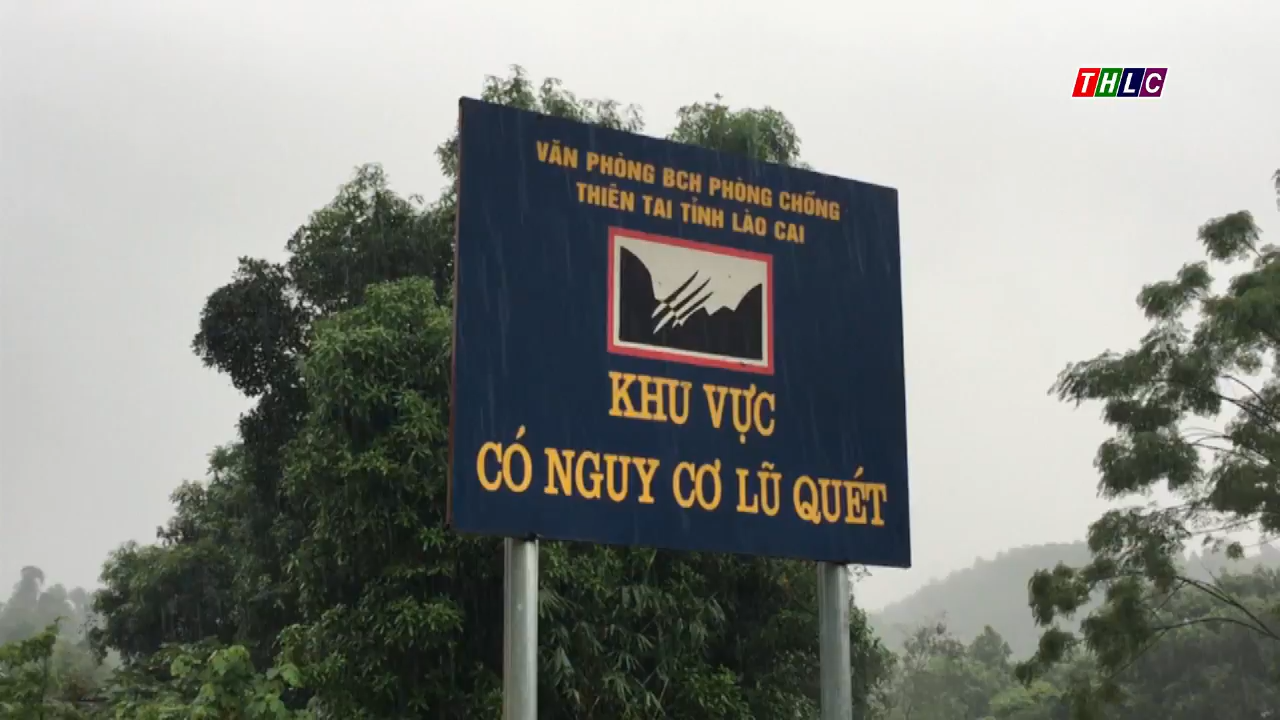 THLC
VĂN PHÒNG BCH PHÒNG CHỐNG
THIÊN TAI TỈNH LÀO CAI
KHU VỰC
CÓ NGUY CƠ LŨ QUÉT